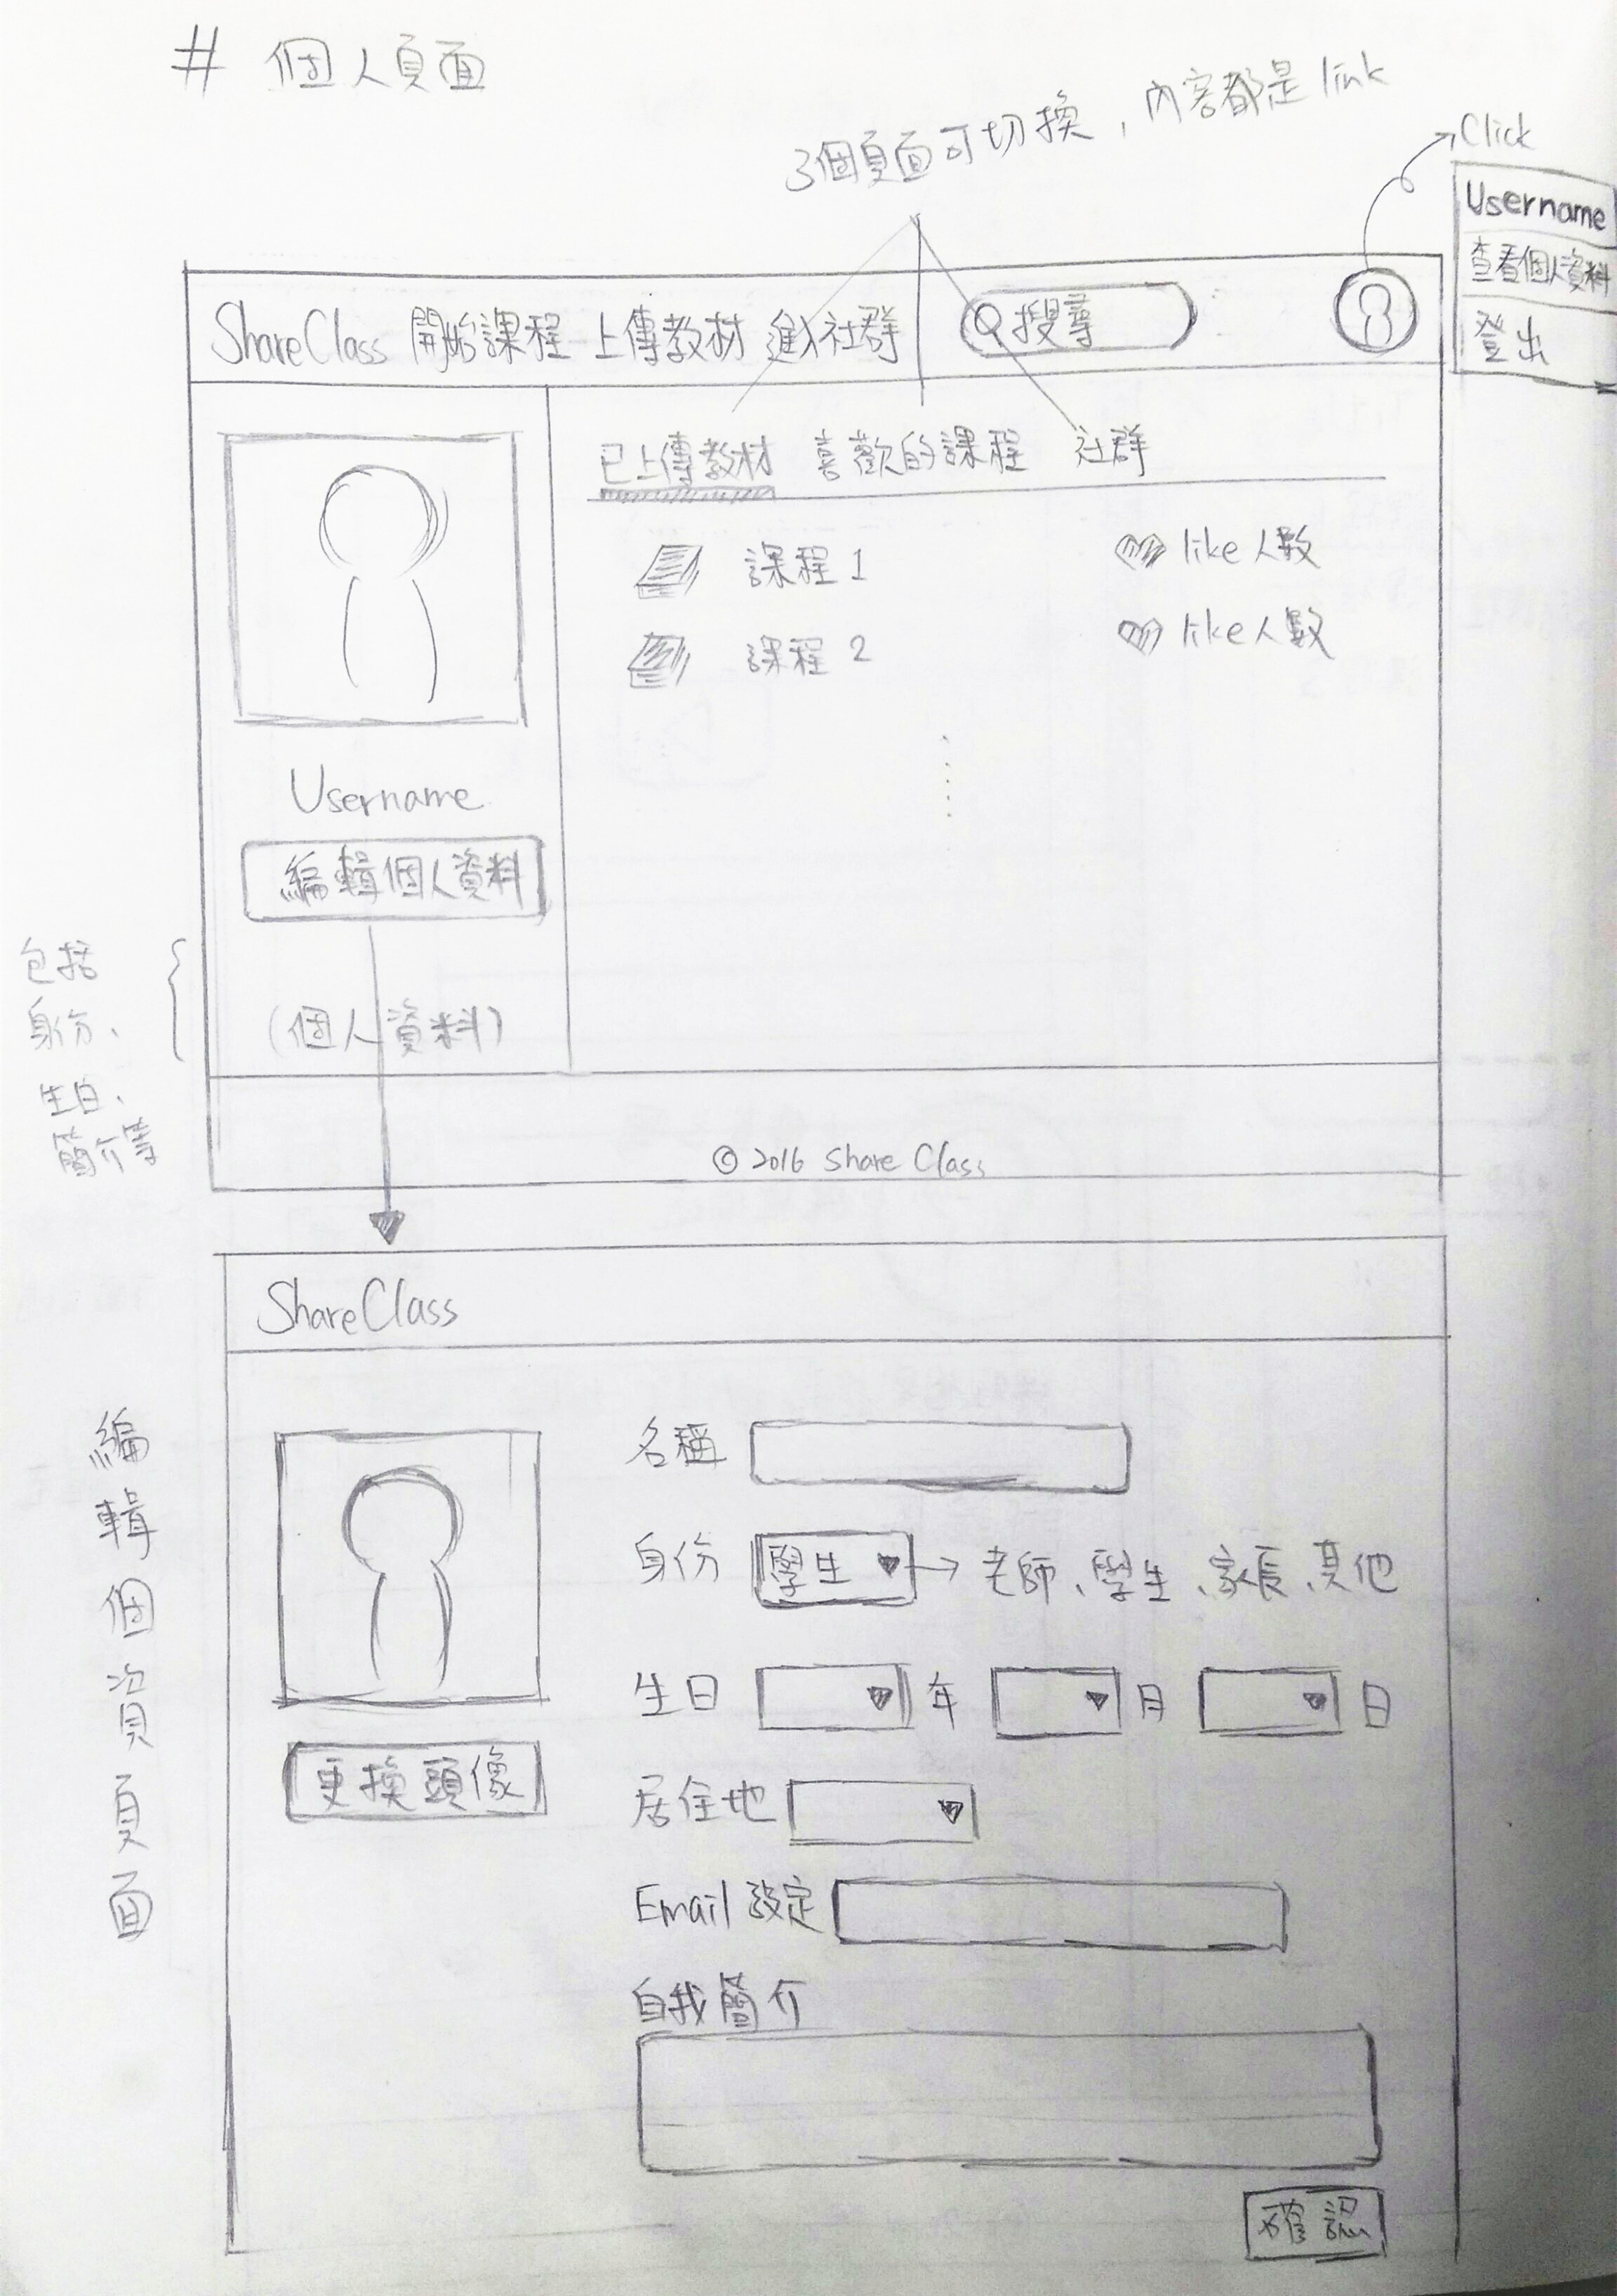 # 個人頁面
3個頁面可切換，內容都是link
Click
Username
查看個人資料
登出
ShareClass 開始課程 上傳教材 進入社群 搜尋
已上傳教材 喜歡的課程 社群
課程 1 like人數
課程 2 like人數
Username
編輯個人資料
(個人資料)
包括
身份、
生日、
簡介等
© 2016 Share Class
ShareClass
編輯個資頁面
更換頭像
名稱
身份 學生 → 老師、學生、家長、其他
生日 年 月 日
居住地
Email 設定
自我簡介
確認